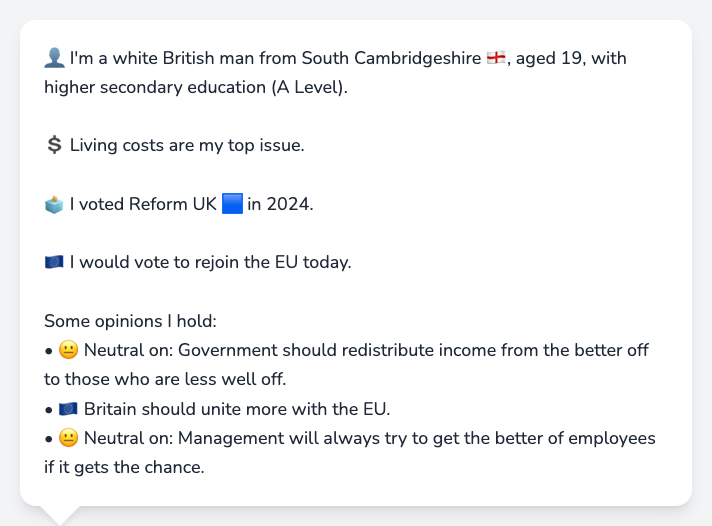 👤 I'm a white British man from South Cambridgeshire 🏴󠁧󠁢󠁥󠁮󠁧󠁿, aged 19, with
higher secondary education (A Level).
💲 Living costs are my top issue.
🗳️ I voted Reform UK 🟦 in 2024.
🇪🇺 I would vote to rejoin the EU today.
Some opinions I hold:
• 😐 Neutral on: Government should redistribute income from the better off
to those who are less well off.
• 🇪🇺 Britain should unite more with the EU.
• 😐 Neutral on: Management will always try to get the better of employees
if it gets the chance.